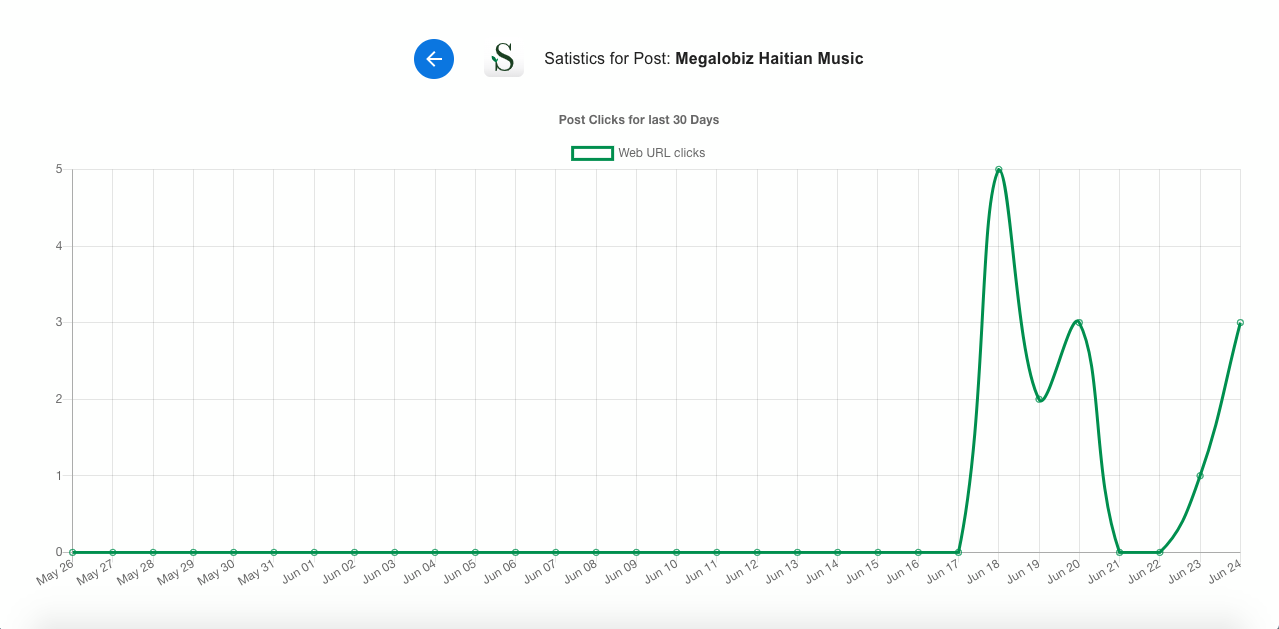 S
Satistics for Post: Megalobiz Haitian Music
Post Clicks for last 30 Days
Web URL clicks
5
4
3
2
1
0
May 26 May 27 May 28 May 29 May 30 May 31 Jun 01 Jun 02 Jun 03 Jun 04 Jun 05 Jun 06 Jun 07 Jun 08 Jun 09 Jun 10 Jun 11 Jun 12 Jun 13 Jun 14 Jun 15 Jun 16 Jun 17 Jun 18 Jun 19 Jun 20 Jun 21 Jun 22 Jun 23 Jun 24